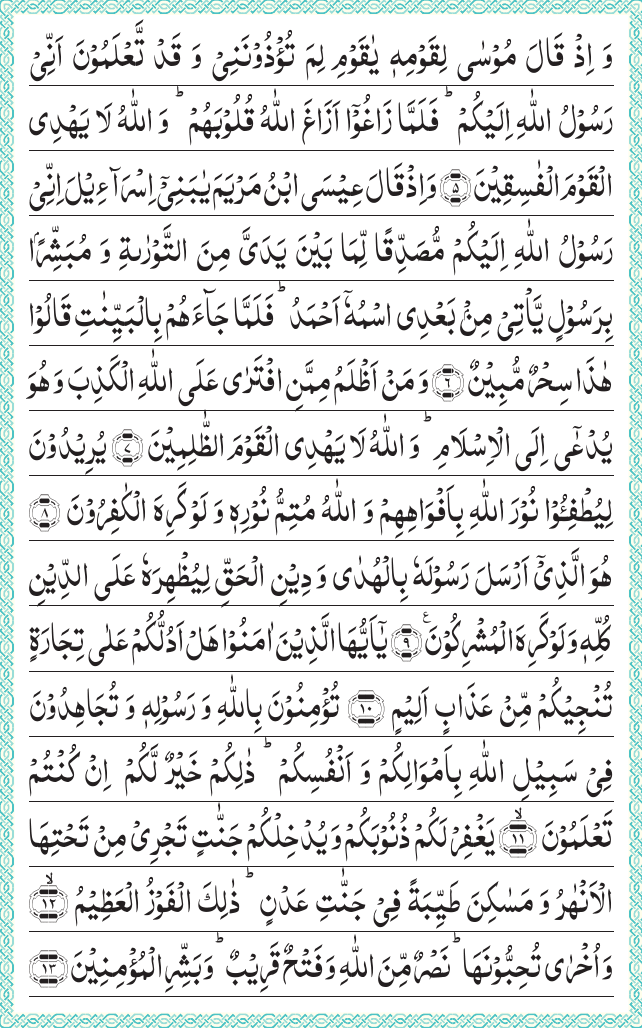 وَ اِذْ قَالَ مُوْسٰى لِقَوْمِهٖ يٰقَوْمِ لِمَ تُؤْذُوْنَنِیْ وَ قَدْ تَّعْلَمُوْنَ اَنِّیْ
رَسُوْلُ اللّٰهِ اِلَیْكُمْ ؕ فَلَمَّا زَاغُوْۤا اَزَاغَ اللّٰهُ قُلُوْبَهُمْ ؕ وَ اللّٰهُ لَا یَهْدِی
الْقَوْمَ الْفٰسِقِیْنَ ۝۵ وَ اِذْ قَالَ عِیْسَى ابْنُ مَرْیَمَ یٰبَنِیْۤ اِسْرَآءِیْلَ اِنِّیْ
رَسُوْلُ اللّٰهِ اِلَیْكُمْ مُّصَدِّقًا لِّمَا بَیْنَ یَدَیَّ مِنَ التَّوْرٰىةِ وَ مُبَشِّرًۢا
بِرَسُوْلٍ یَّاْتِیْ مِنْۢ بَعْدِی اسْمُهٗۤ اَحْمَدُ ؕ فَلَمَّا جَآءَهُمْ بِالْبَیِّنٰتِ قَالُوْا
هٰذَا سِحْرٌ مُّبِیْنٌ ۝۶ وَ مَنْ اَظْلَمُ مِمَّنِ افْتَرٰى عَلَى اللّٰهِ الْكَذِبَ وَ هُوَ
یُدْعٰۤى اِلَى الْاِسْلَامِ ؕ وَ اللّٰهُ لَا یَهْدِی الْقَوْمَ الظّٰلِمِیْنَ ۝۷ یُرِیْدُوْنَ
لِیُطْفِـُٔوْا نُوْرَ اللّٰهِ بِاَفْوَاهِهِمْ وَ اللّٰهُ مُتِمُّ نُوْرِهٖ وَ لَوْ كَرِهَ الْكٰفِرُوْنَ ۝۸
هُوَ الَّذِیْۤ اَرْسَلَ رَسُوْلَهٗ بِالْهُدٰى وَ دِیْنِ الْحَقِّ لِیُظْهِرَهٗ عَلَى الدِّیْنِ
كُلِّهٖ وَ لَوْ كَرِهَ الْمُشْرِكُوْنَ ۠ ۝۹ یٰۤاَیُّهَا الَّذِیْنَ اٰمَنُوْا هَلْ اَدُلُّكُمْ عَلٰى تِجَارَةٍ
تُنْجِیْكُمْ مِّنْ عَذَابٍ اَلِیْمٍ ۝۱۰ تُؤْمِنُوْنَ بِاللّٰهِ وَ رَسُوْلِهٖ وَ تُجَاهِدُوْنَ
فِیْ سَبِیْلِ اللّٰهِ بِاَمْوَالِكُمْ وَ اَنْفُسِكُمْ ؕ ذٰلِكُمْ خَیْرٌ لَّكُمْ اِنْ كُنْتُمْ
تَعْلَمُوْنَ ۝۱۱ۙ یَغْفِرْ لَكُمْ ذُنُوْبَكُمْ وَ یُدْخِلْكُمْ جَنّٰتٍ تَجْرِیْ مِنْ تَحْتِهَا
الْاَنْهٰرُ وَ مَسٰكِنَ طَیِّبَةً فِیْ جَنّٰتِ عَدْنٍ ؕ ذٰلِكَ الْفَوْزُ الْعَظِیْمُ ۝۱۲ۙ
وَ اُخْرٰى تُحِبُّوْنَهَا ؕ نَصْرٌ مِّنَ اللّٰهِ وَ فَتْحٌ قَرِیْبٌ ؕ وَ بَشِّرِ الْمُؤْمِنِیْنَ ۝۱۳